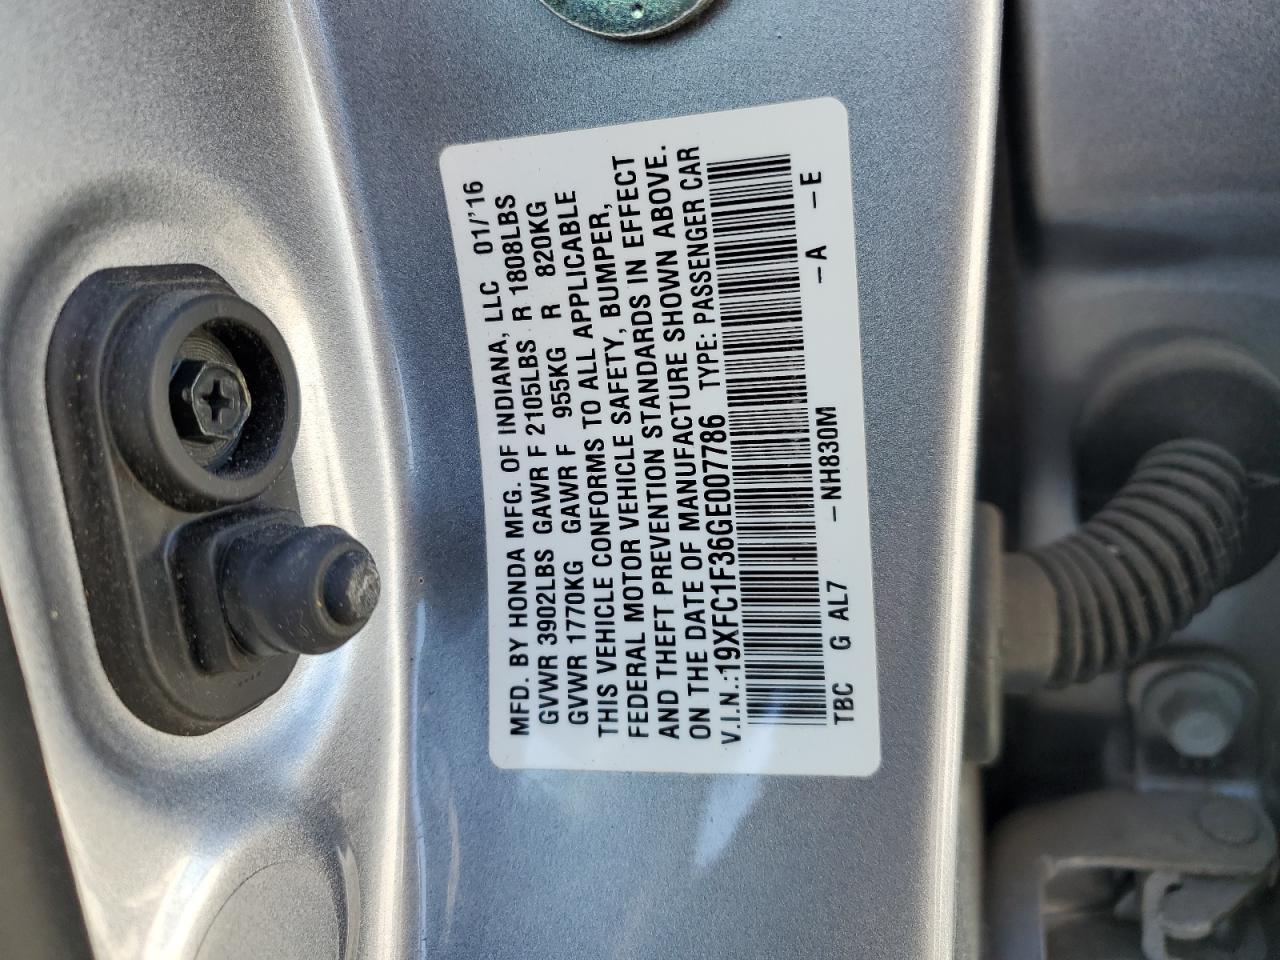 MFD. BY HONDA MFG. OF INDIANA, LLC 01/'16
GVWR 3902LBS GAWR F 2105LBS R 1808LBS
GVWR 1770KG GAWR F 955KG R 820KG
THIS VEHICLE CONFORMS TO ALL APPLICABLE
FEDERAL MOTOR VEHICLE SAFETY, BUMPER,
AND THEFT PREVENTION STANDARDS IN EFFECT
ON THE DATE OF MANUFACTURE SHOWN ABOVE.
V.I.N.:19XFC1F36GE007786 TYPE: PASSENGER CAR
TBC G AL7 -NH830M -A -E